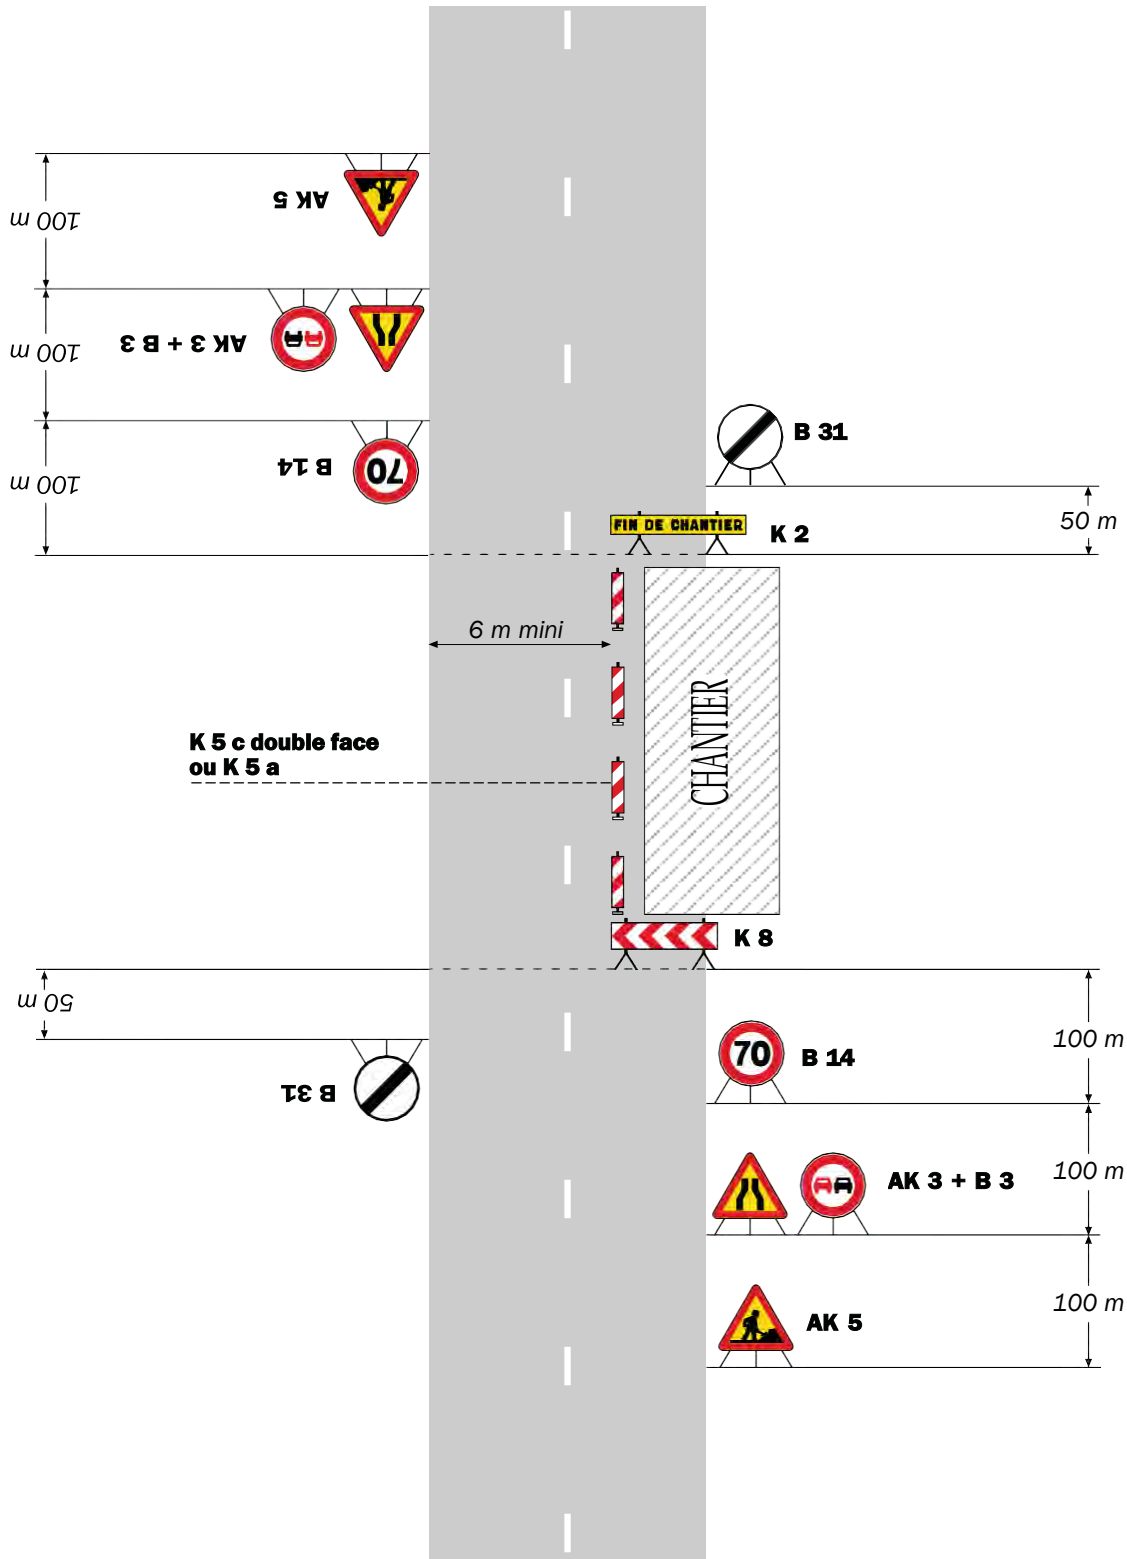 AK 5
100 m
AK 3 + B 3
100 m
B 14
70
100 m
B 31
50 m
FIN DE CHANTIER
K 2
6 m mini
CHANTIER
K 5 c double face
ou K 5 a
K 8
50 m
B 31
70
B 14
100 m
AK 3 + B 3
100 m
AK 5
100 m